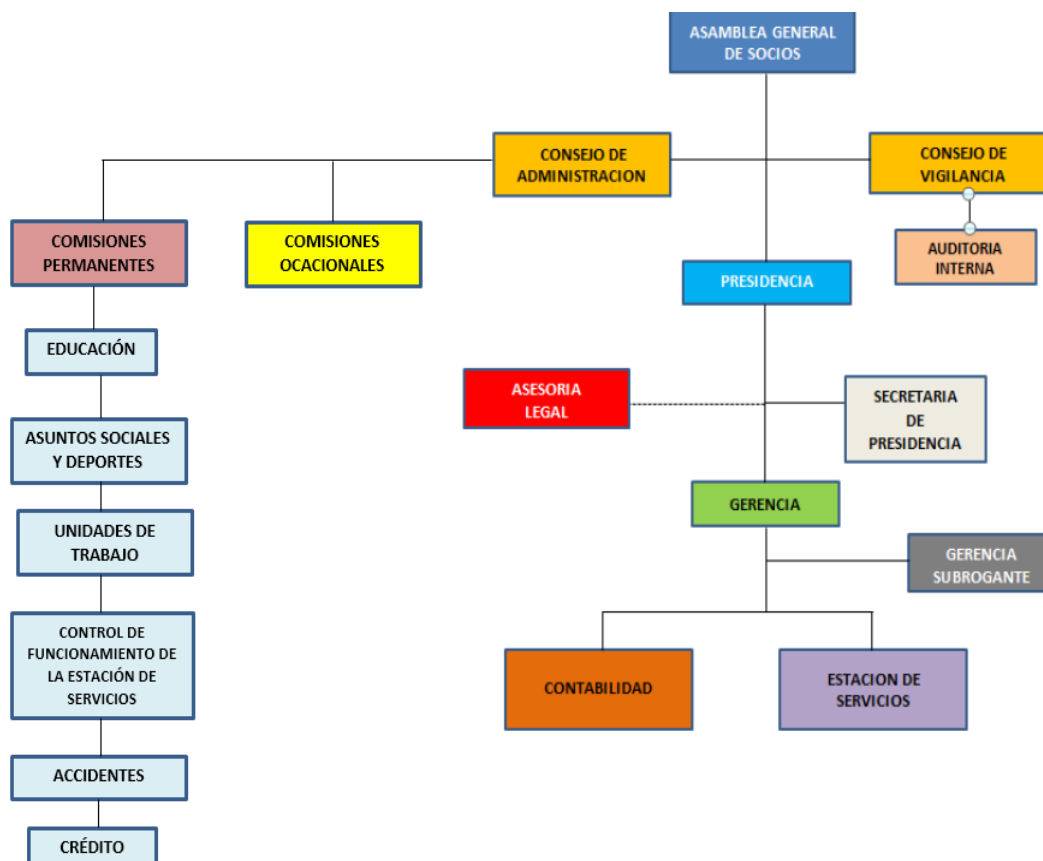 ASAMBLEA GENERAL
DE SOCIOS
CONSEJO DE
ADMINISTRACION
CONSEJO DE
VIGILANCIA
COMISIONES
PERMANENTES
COMISIONES
OCACIONALES
AUDITORIA
INTERNA
PRESIDENCIA
EDUCACIÓN
ASESORIA
LEGAL
SECRETARIA
DE
PRESIDENCIA
ASUNTOS SOCIALES
Y DEPORTES
GERENCIA
UNIDADES DE
TRABAJO
GERENCIA
SUBROGANTE
CONTROL DE
FUNCIONAMIENTO DE
LA ESTACIÓN DE
SERVICIOS
CONTABILIDAD
ESTACION DE
SERVICIOS
ACCIDENTES
CRÉDITO